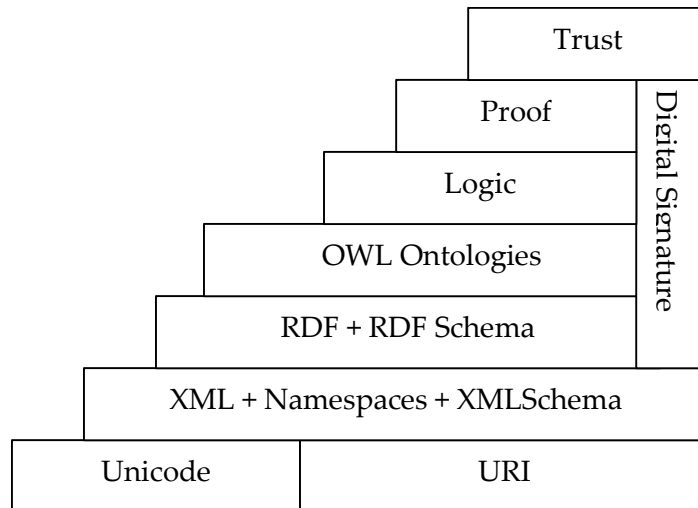 Trust
Proof
Digital Signature
Logic
OWL Ontologies
RDF + RDF Schema
XML + Namespaces + XMLSchema
Unicode
URI